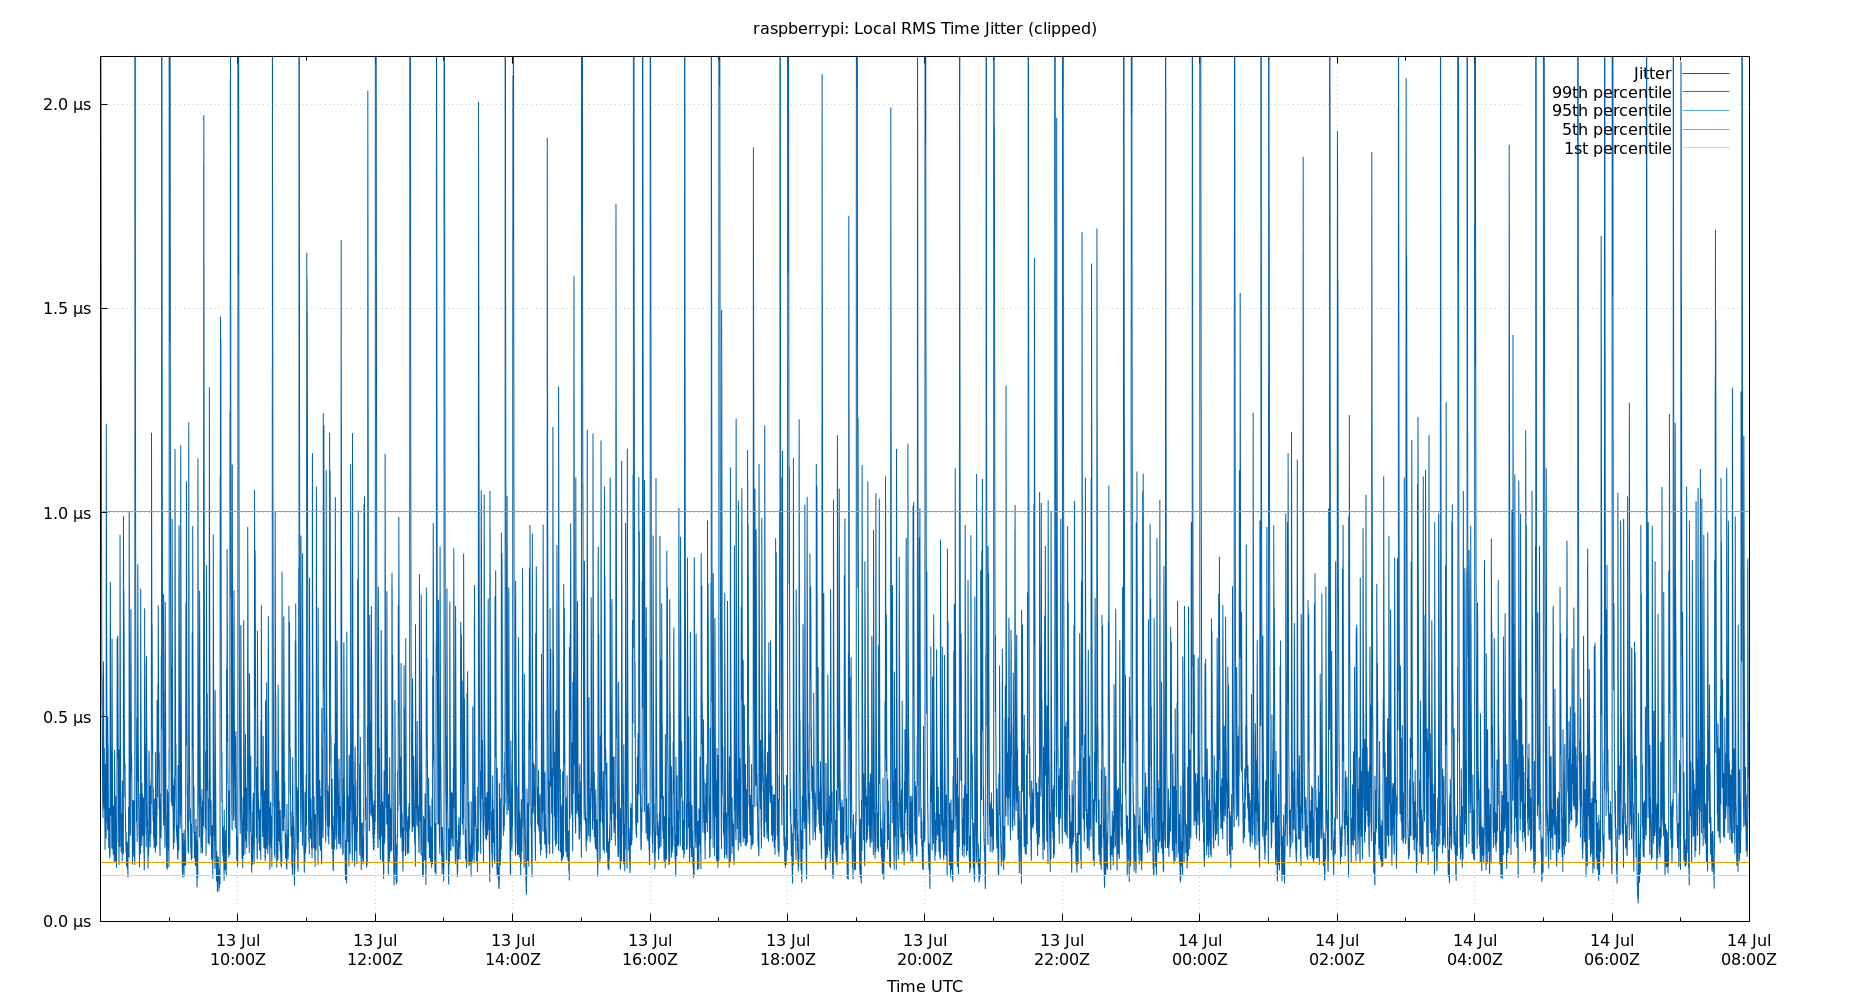 raspberrypi: Local RMS Time Jitter (clipped)
Jitter
99th percentile
95th percentile
5th percentile
1st percentile
2.0 µs
1.5 µs
1.0 µs
0.5 µs
0.0 µs
13 Jul
10:00Z
13 Jul
12:00Z
13 Jul
14:00Z
13 Jul
16:00Z
13 Jul
18:00Z
13 Jul
20:00Z
13 Jul
22:00Z
14 Jul
00:00Z
14 Jul
02:00Z
14 Jul
04:00Z
14 Jul
06:00Z
14 Jul
08:00Z
Time UTC